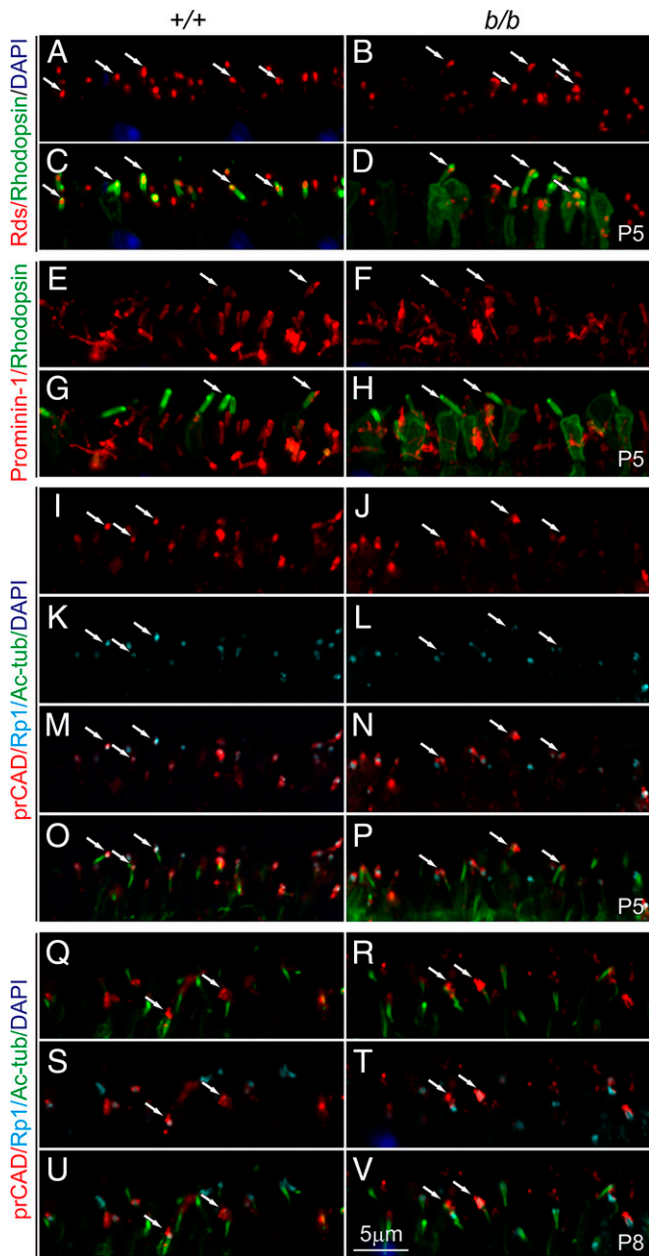 +/+ b/b
Rds/Rhodopsin/DAPI
A B
C D
P5
Prominin-1/Rhodopsin
E F
G H
P5
prCAD/Rp1/Ac-tub/DAPI
I J
K L
M N
O P
P5
prCAD/Rp1/Ac-tub/DAPI
Q R
S T
U V
5μm P8